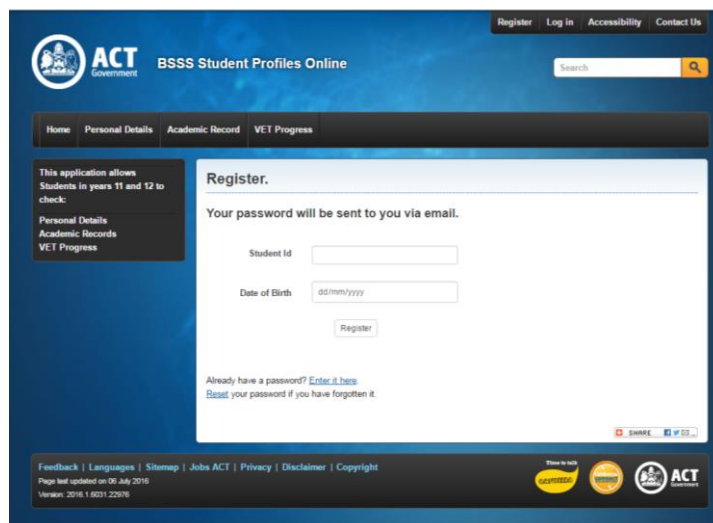 Register Log in Accessibility Contact Us
ACT
Government
BSSS Student Profiles Online
Search
Home Personal Details Academic Record VET Progress
This application allows
Students in years 11 and 12 to
check:
Personal Details
Academic Records
VET Progress
Register.
Your password will be sent to you via email.
Student Id
Date of Birth dd/mm/yyyy
Register
Already have a password? Enter it here
Reset your password if you have forgotten it.
SHARE
Feedback | Languages | Sitemap | Jobs ACT | Privacy | Disclaimer | Copyright
Page last updated on 06 July 2016
Version: 2016.1.6031.22976
Time to talk
ACT
Government